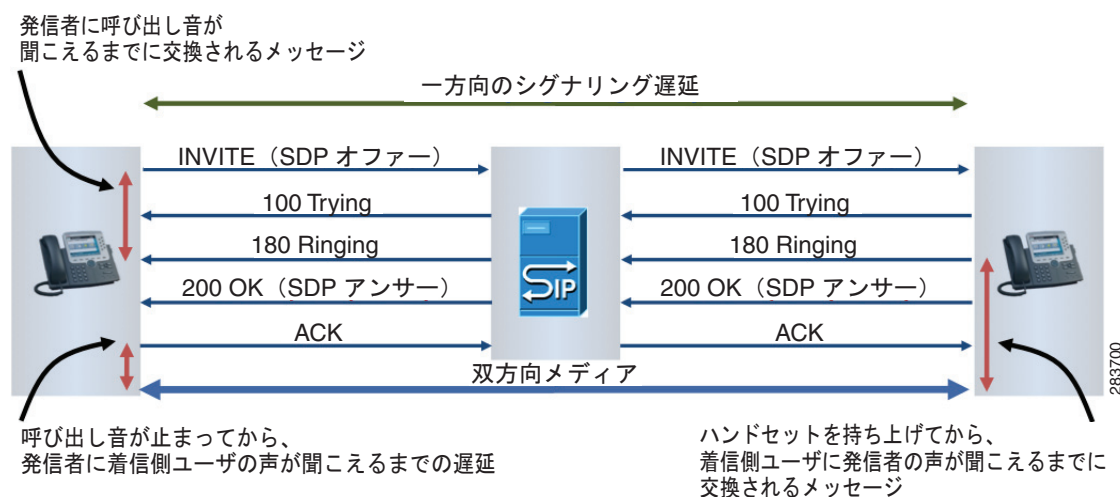 発信者に呼び出し音が
聞こえるまでに交換されるメッセージ
一方向のシグナリング遅延
INVITE（SDP オファー）
INVITE（SDP オファー）
100 Trying
100 Trying
180 Ringing
180 Ringing
200 OK（SDP アンサー）
200 OK（SDP アンサー）
SIP
ACK
ACK
双方向メディア
283700
呼び出し音が止まってから、
発信者に着信側ユーザの声が聞こえるまでの遅延
ハンドセットを持ち上げてから、
着信側ユーザに発信者の声が聞こえるまでに
交換されるメッセージ